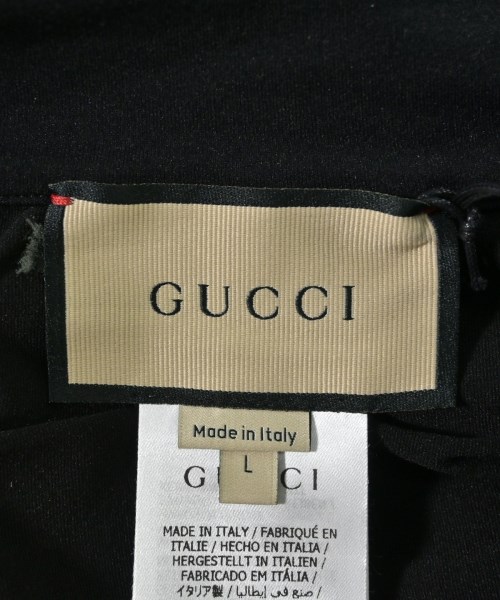 GUCCI
Made in Italy
L
G CI
MADE IN ITALY / FABRIQUÉ EN
ITALIE / HECHO EN ITALIA /
HERGESTELLT IN ITALIEN /
FABRICADO EM ITÁLIA /
イタリア製 / صنع في إيطاليا /